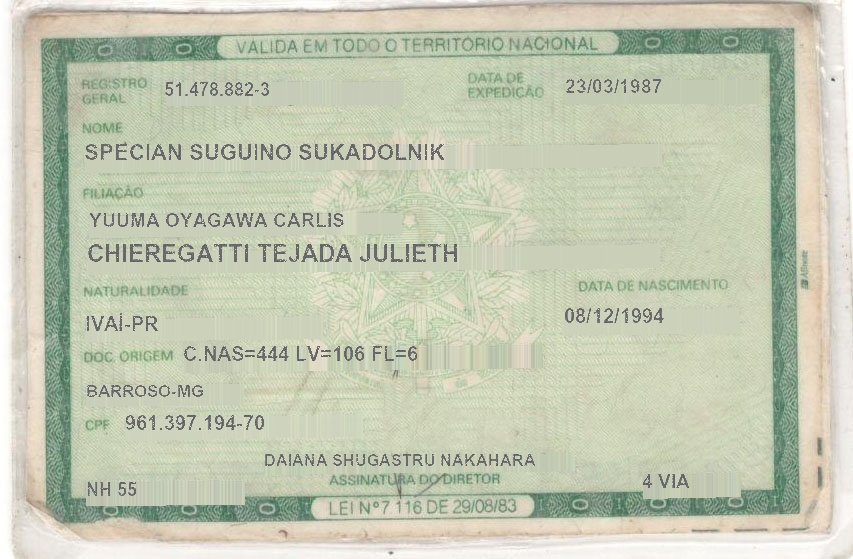 VÁLIDA EM TODO O TERRITÓRIO NACIONAL
REGISTRO GERAL 51.478.882-3 DATA DE EXPEDIÇÃO 23/03/1987
NOME
SPECIAN SUGUINO SUKADOLNIK
FILIAÇÃO
YUUMA OYAGAWA CARLIS
CHIEREGATTI TEJADA JULIETH
NATURALIDADE DATA DE NASCIMENTO
IVAÍ-PR 08/12/1994
DOC. ORIGEM C.NAS=444 LV=106 FL=6
BARROSO-MG
CPF 961.397.194-70
DAIANA SHUGASTRU NAKAHARA
ASSINATURA DO DIRETOR
NH 55 4 VIA
LEI Nº 7 116 DE 29/08/83